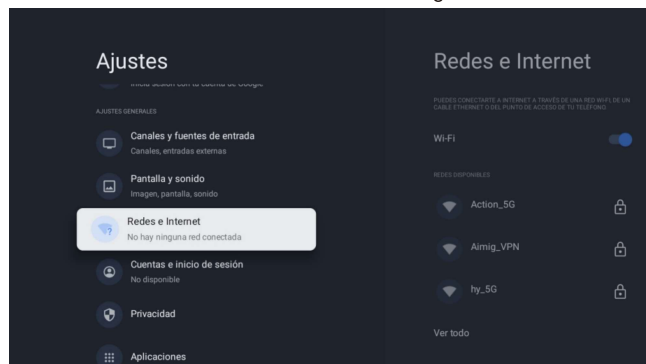 Ajustes
Inicia sesión con tu cuenta de Google
AJUSTES GENERALES
Canales y fuentes de entrada
Canales, entradas externas
Pantalla y sonido
Imagen, pantalla, sonido
Redes e Internet
No hay ninguna red conectada
Cuentas e inicio de sesión
No disponible
Privacidad
Aplicaciones
Redes e Internet
PUEDES CONECTARTE A INTERNET A TRAVÉS DE UNA RED WI-FI, DE UN
CABLE ETHERNET O DEL PUNTO DE ACCESO DE TU TELÉFONO.
Wi-Fi
REDES DISPONIBLES
Action_5G
Aimig_VPN
hy_5G
Ver todo